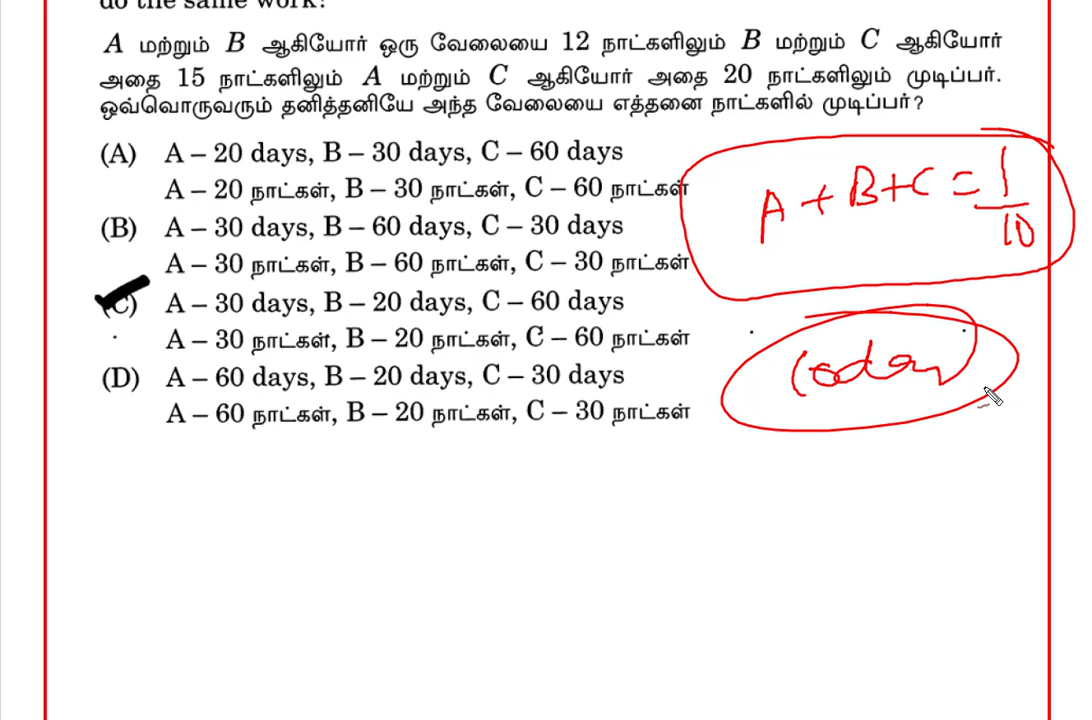 do the same work?
A மற்றும் B ஆகியோர் ஒரு வேலையை 12 நாட்களிலும் B மற்றும் C ஆகியோர்
அதை 15 நாட்களிலும் A மற்றும் C ஆகியோர் அதை 20 நாட்களிலும் முடிப்பர்.
ஒவ்வொருவரும் தனித்தனியே அந்த வேலையை எத்தனை நாட்களில் முடிப்பர்?
(A) A – 20 days, B – 30 days, C – 60 days
A – 20 நாட்கள், B – 30 நாட்கள், C – 60 நாட்கள்
(B) A – 30 days, B – 60 days, C – 30 days
A – 30 நாட்கள், B – 60 நாட்கள், C – 30 நாட்கள்
(C) A – 30 days, B – 20 days, C – 60 days
A – 30 நாட்கள், B – 20 நாட்கள், C – 60 நாட்கள்
(D) A – 60 days, B – 20 days, C – 30 days
A – 60 நாட்கள், B – 20 நாட்கள், C – 30 நாட்கள்
A + B + C = 1/10